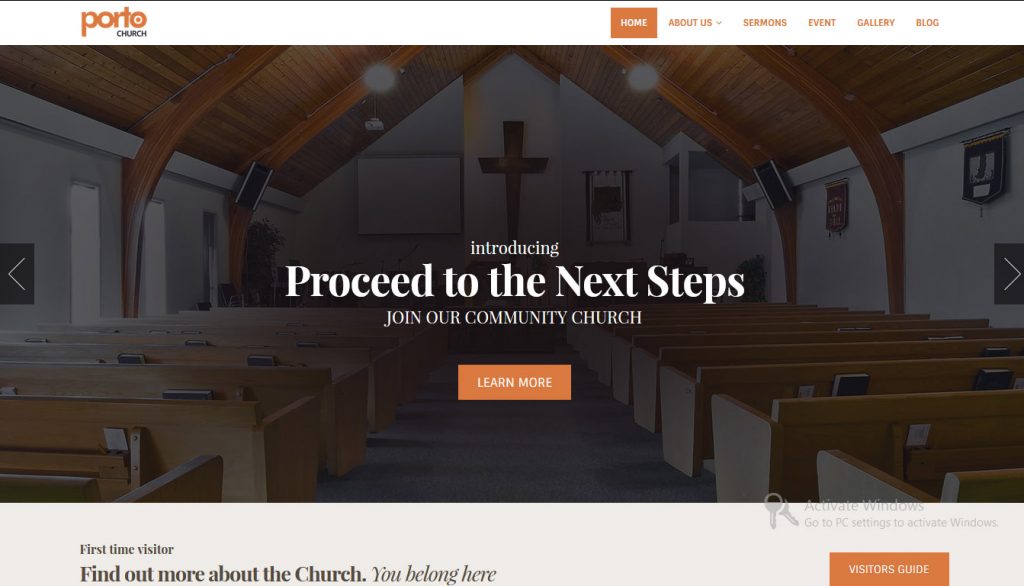 porto
CHURCH
HOME
ABOUT US
SERMONS
EVENT
GALLERY
BLOG
introducing
Proceed to the Next Steps
JOIN OUR COMMUNITY CHURCH
LEARN MORE
Activate Windows
Go to PC settings to activate Windows.
First time visitor
Find out more about the Church. You belong here
VISITORS GUIDE